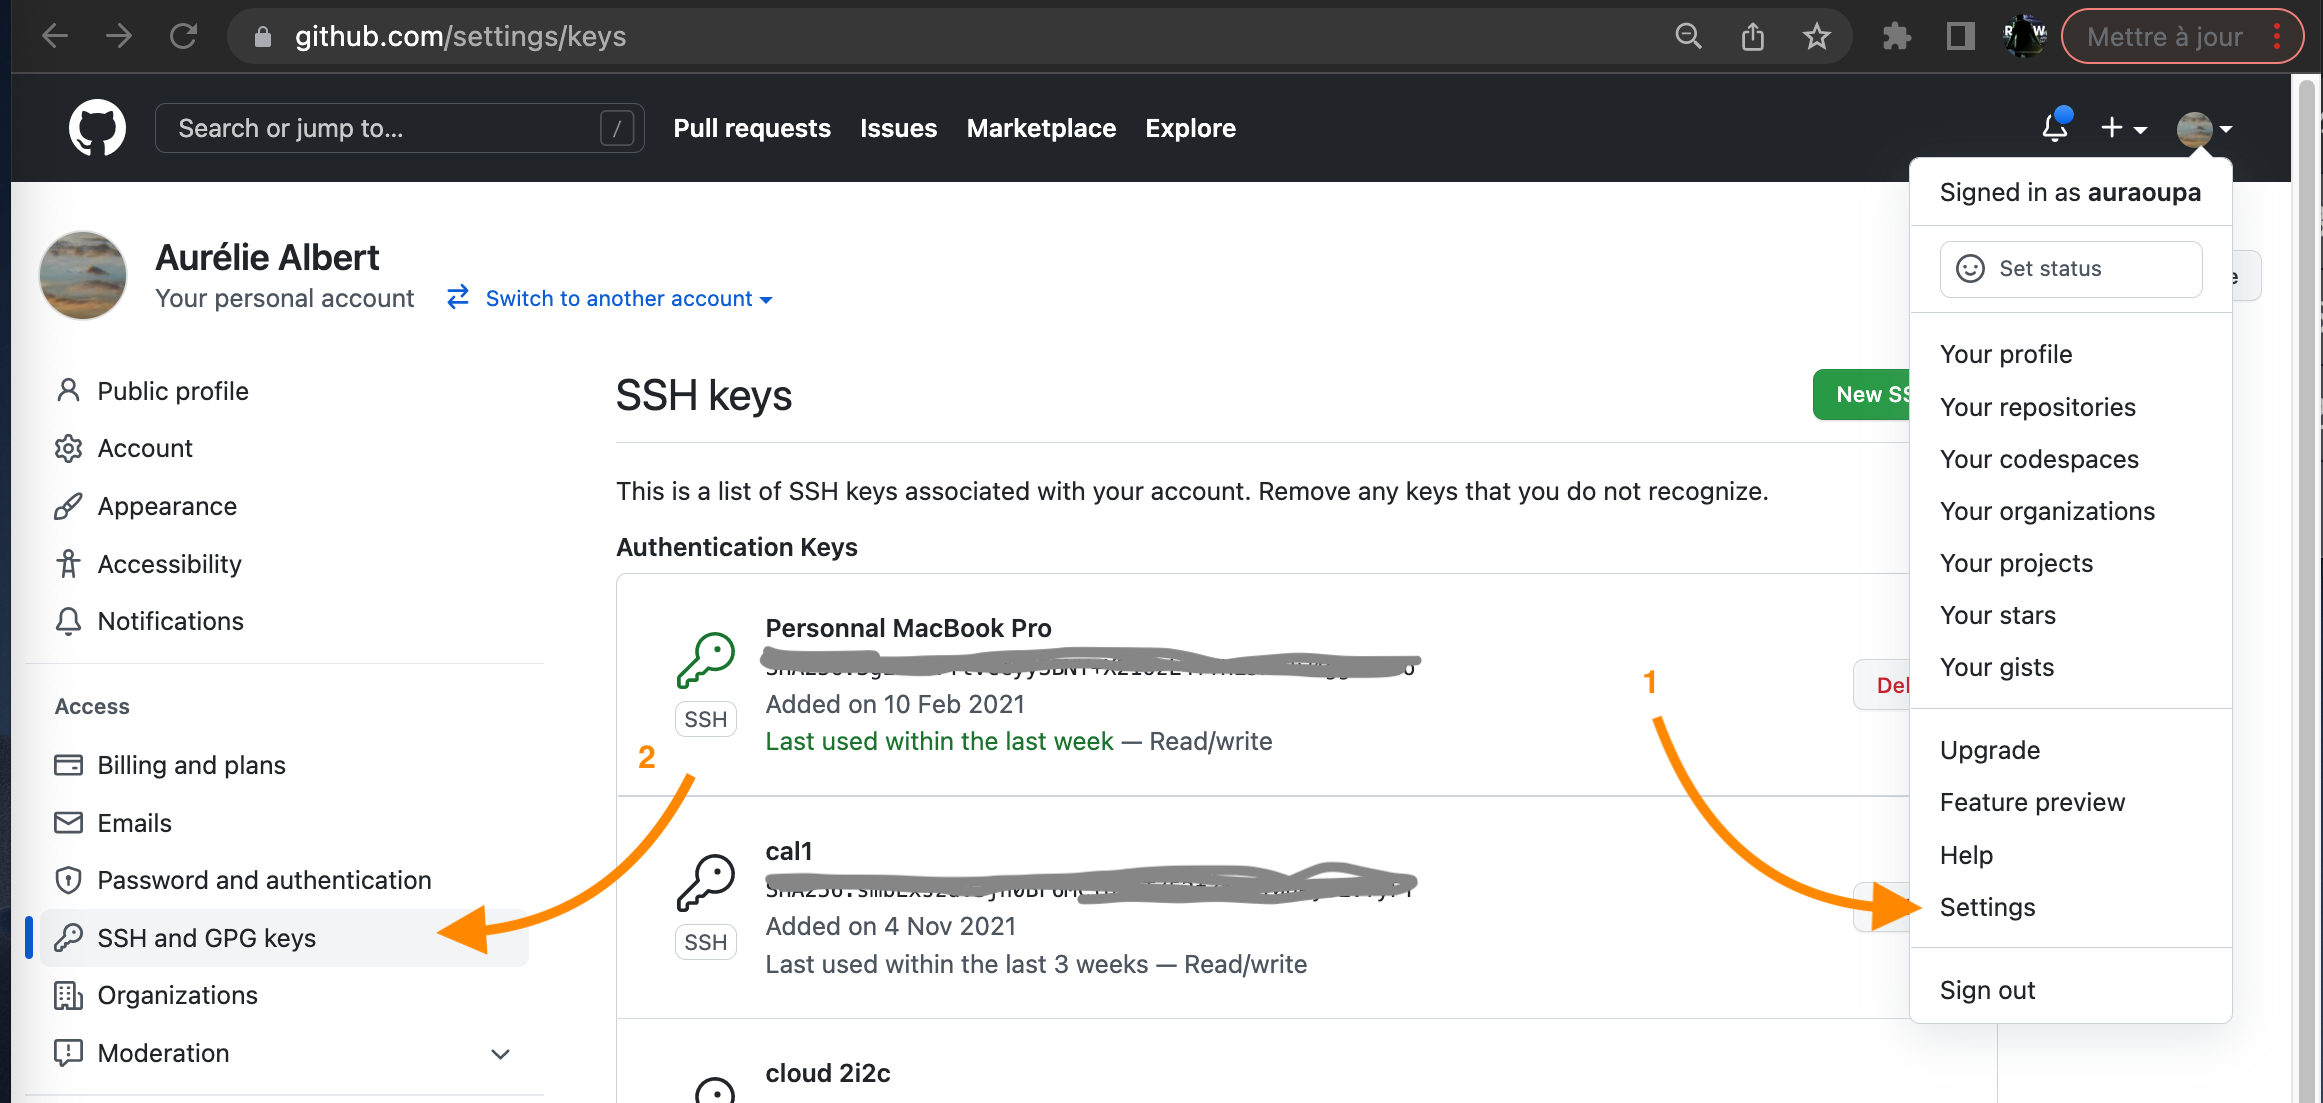 github.com/settings/keys
Mettre à jour
Search or jump to...
/
Pull requests
Issues
Marketplace
Explore
Signed in as auraoupa
Set status
Your profile
Your repositories
Your codespaces
Your organizations
Your projects
Your stars
Your gists
Upgrade
Feature preview
Help
Settings
Sign out
Aurélie Albert
Your personal account
Switch to another account
Public profile
Account
Appearance
Accessibility
Notifications
Access
Billing and plans
Emails
Password and authentication
SSH and GPG keys
Organizations
Moderation
SSH keys
New SS
This is a list of SSH keys associated with your account. Remove any keys that you do not recognize.
Authentication Keys
Personnal MacBook Pro
SSH
Added on 10 Feb 2021
Last used within the last week — Read/write
Del
1
2
cal1
SSH
Added on 4 Nov 2021
Last used within the last 3 weeks — Read/write
cloud 2i2c